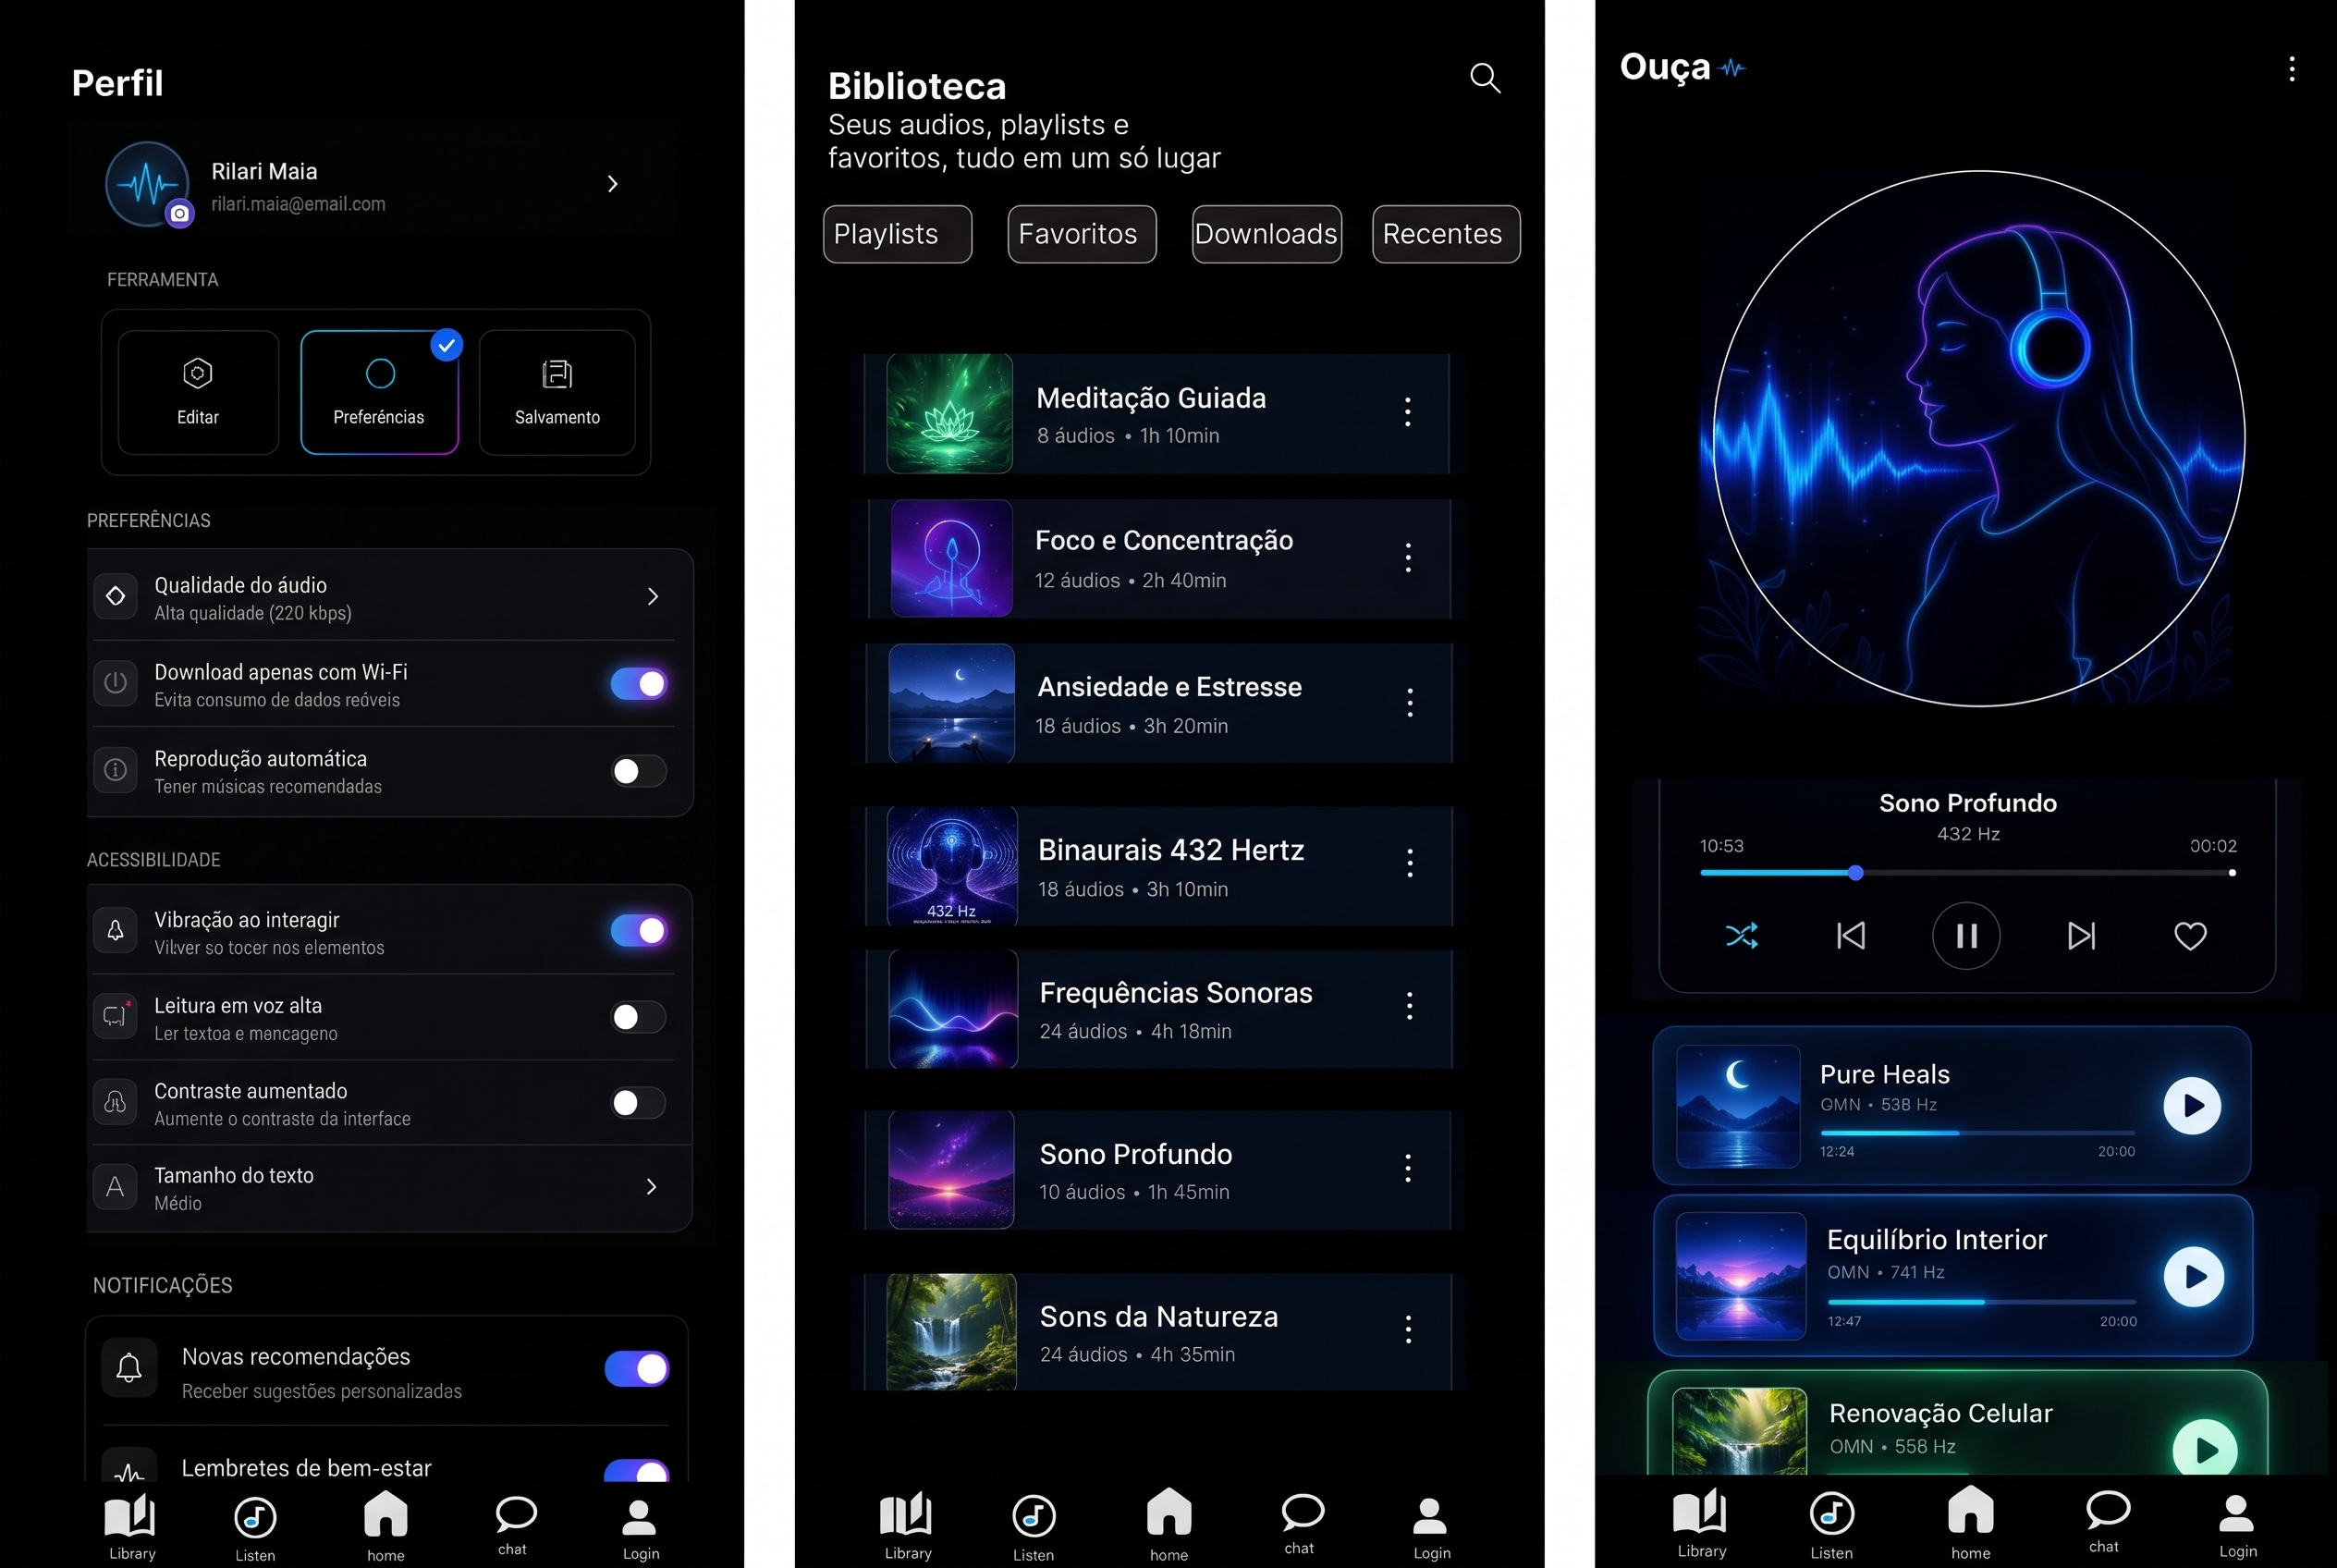 Perfil
Rilari Maia
rilari.maia@email.com
FERRAMENTA
Editar
Preferéncias
Salvamento
PREFERÊNCIAS
Qualidade do áudio
Alta qualidade (220 kbps)
Download apenas com Wi-Fi
Evita consumo de dados reóveis
Reprodução automática
Tener músicas recomendadas
ACESSIBILIDADE
Vibração ao interagir
Vilꞏver so tocer nos elementos
Leitura em voz alta
Ler textoa e mencageno
Contraste aumentado
Aumente o contraste da interface
A
Tamanho do texto
Médio
NOTIFICAÇÕES
Novas recomendações
Receber sugestões personalizadas
Lembretes de bem-estar
Library
Listen
home
chat
Login
Biblioteca
Seus audios, playlists e
favoritos, tudo em um só lugar
Playlists
Favoritos
Downloads
Recentes
Meditação Guiada
8 áudios • 1h 10min
Foco e Concentração
12 áudios • 2h 40min
Ansiedade e Estresse
18 áudios • 3h 20min
432 Hz
Binaurais 432 Hertz
18 áudios • 3h 10min
Frequências Sonoras
24 áudios • 4h 18min
Sono Profundo
10 áudios • 1h 45min
Sons da Natureza
24 áudios • 4h 35min
Library
Listen
home
chat
Login
Ouça
Sono Profundo
432 Hz
10:53
00:02
Pure Heals
GMN • 538 Hz
12:24
20:00
Equilíbrio Interior
OMN • 741 Hz
12:47
20:00
Renovação Celular
OMN • 558 Hz
Library
Listen
home
chat
Login